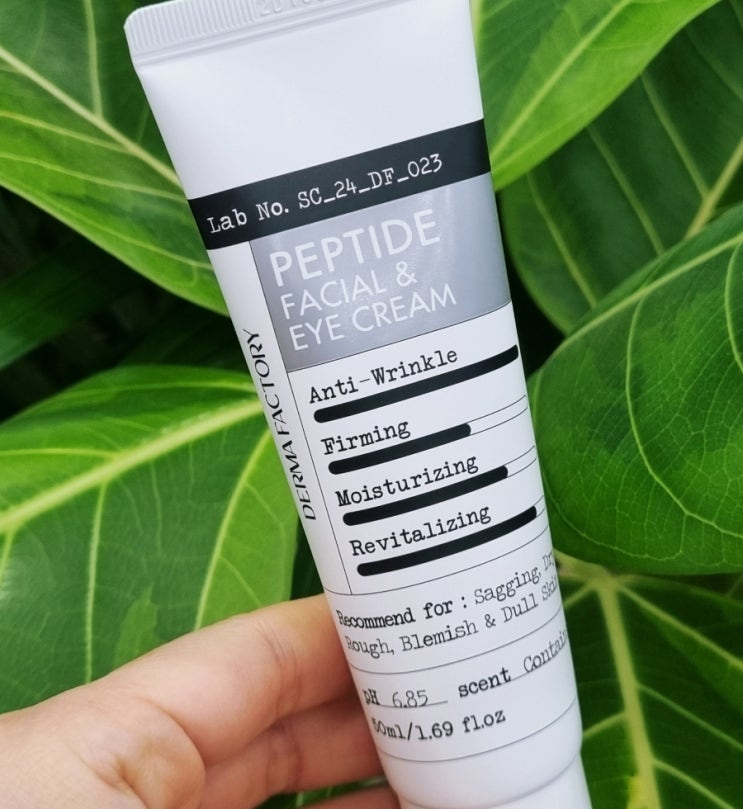 Lab No. SC_24_DF_023
PEPTIDE
FACIAL &
EYE CREAM
DERMA FACTORY
Anti-Wrinkle
Firming
Moisturizing
Revitalizing
Recommend for : Sagging,
Rough, Blemish & Dull
pH 6.85 scent
50ml/1.69 fl.oz